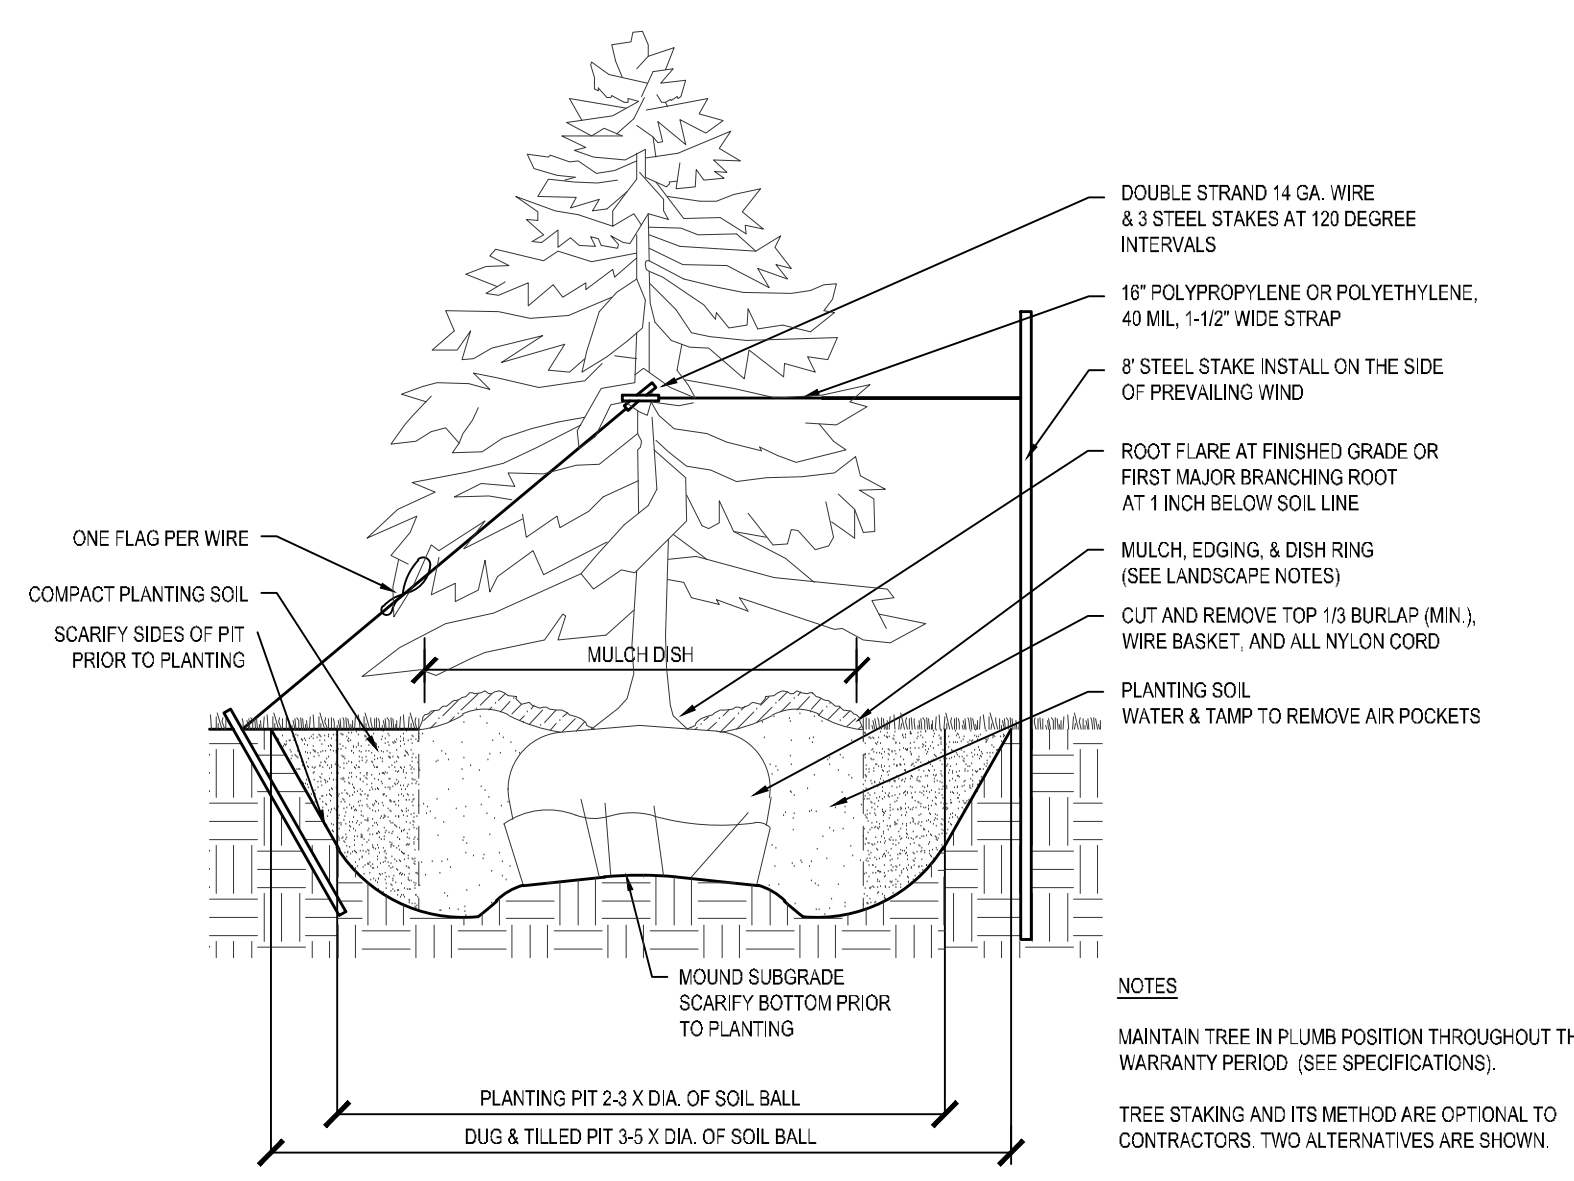 DOUBLE STRAND 14 GA. WIRE
& 3 STEEL STAKES AT 120 DEGREE
INTERVALS
16" POLYPROPYLENE OR POLYETHYLENE,
40 MIL, 1-1/2" WIDE STRAP
8' STEEL STAKE INSTALL ON THE SIDE
OF PREVAILING WIND
ROOT FLARE AT FINISHED GRADE OR
FIRST MAJOR BRANCHING ROOT
AT 1 INCH BELOW SOIL LINE
ONE FLAG PER WIRE
MULCH, EDGING, & DISH RING
(SEE LANDSCAPE NOTES)
COMPACT PLANTING SOIL
CUT AND REMOVE TOP 1/3 BURLAP (MIN.),
WIRE BASKET, AND ALL NYLON CORD
SCARIFY SIDES OF PIT
PRIOR TO PLANTING
MULCH DISH
PLANTING SOIL
WATER & TAMP TO REMOVE AIR POCKETS
MOUND SUBGRADE
SCARIFY BOTTOM PRIOR
TO PLANTING
NOTES
MAINTAIN TREE IN PLUMB POSITION THROUGHOUT
WARRANTY PERIOD (SEE SPECIFICATIONS).
PLANTING PIT 2-3 X DIA. OF SOIL BALL
DUG & TILLED PIT 3-5 X DIA. OF SOIL BALL
TREE STAKING AND ITS METHOD ARE OPTIONAL TO
CONTRACTORS. TWO ALTERNATIVES ARE SHOWN.